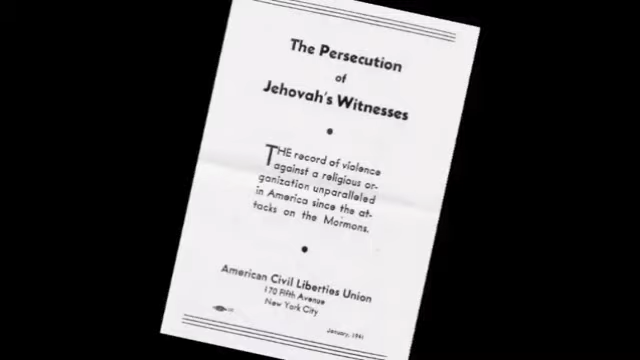 The Persecution
of
Jehovah's Witnesses
THE record of violence
against a religious or-
ganization unparalleled
in America since the at-
tacks on the Mormons.
American Civil Liberties Union
170 Fifth Avenue
New York City
January, 1941